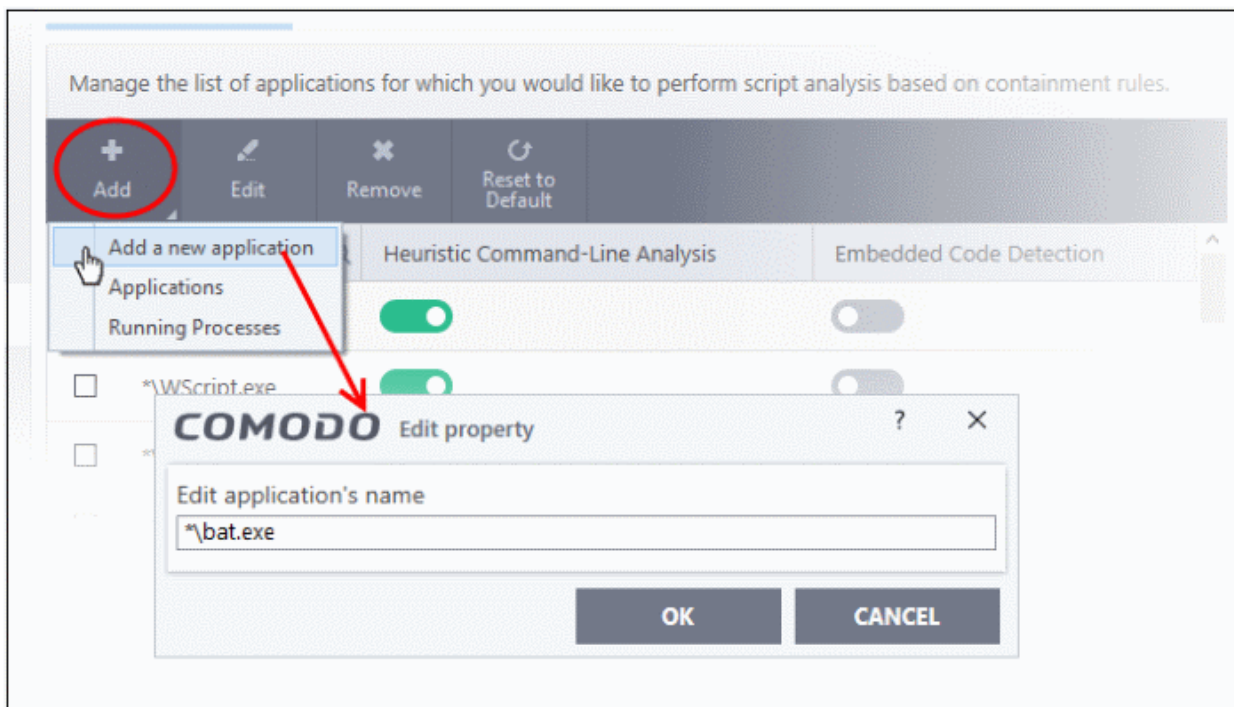 Manage the list of applications for which you would like to perform script analysis based on containment rules.
Add
Edit
Remove
Reset to
Default
Add a new application
Applications
Running Processes
Heuristic Command-Line Analysis
Embedded Code Detection
*\WScript.exe
COMODO Edit property
?
Edit application's name
*\bat.exe
OK
CANCEL